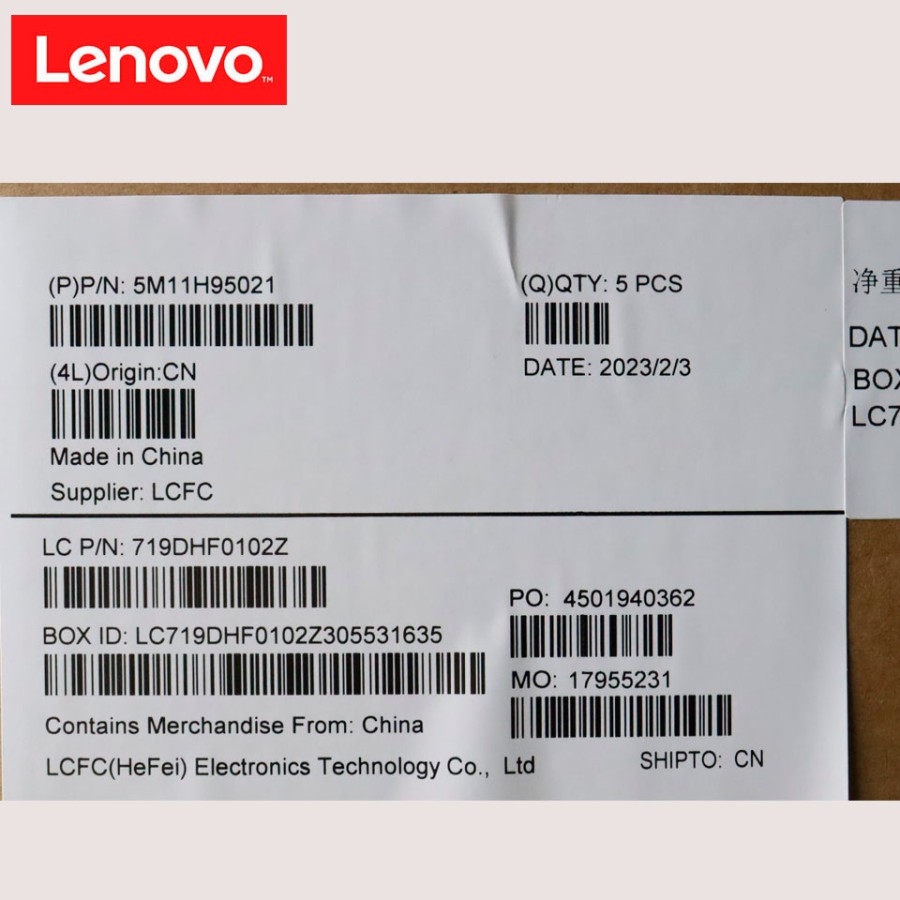 Lenovo™
(P)P/N: 5M11H95021
(Q)QTY: 5 PCS
DATE: 2023/2/3
(4L)Origin:CN
Made in China
Supplier: LCFC
LC P/N: 719DHF0102Z
BOX ID: LC719DHF0102Z305531635
PO: 4501940362
MO: 17955231
Contains Merchandise From: China
LCFC(HeFei) Electronics Technology Co., Ltd
SHIPTO: CN
净重
DAT
BOX
LC7